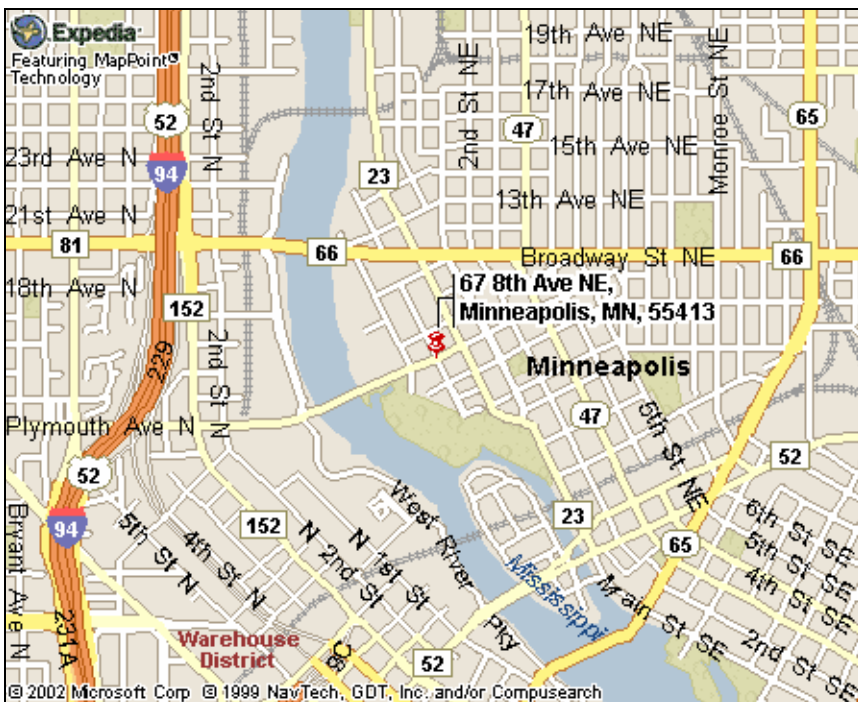 Expedia
Featuring MapPoint®
Technology
19th Ave NE
17th Ave NE
15th Ave NE
13th Ave NE
2nd St NE
Monroe St NE
2nd St N
52
47
65
23
94
23rd Ave N
21st Ave N
81
66
Broadway St NE
66
18th Ave N
152
67 8th Ave NE,
Minneapolis, MN, 55413
2nd St N
229
Minneapolis
47
5th St NE
Plymouth Ave N
52
52
94
Bryant Ave N
5th St N
4th St N
152
N 2nd St
N 1st St
West River Pky
23
65
6th St SE
5th St SE
4th St SE
2nd St SE
Main St SE
Mississippi
231A
Warehouse
District
52
© 2002 Microsoft Corp © 1999 NavTech, GDT, Inc. and/or Compusearch